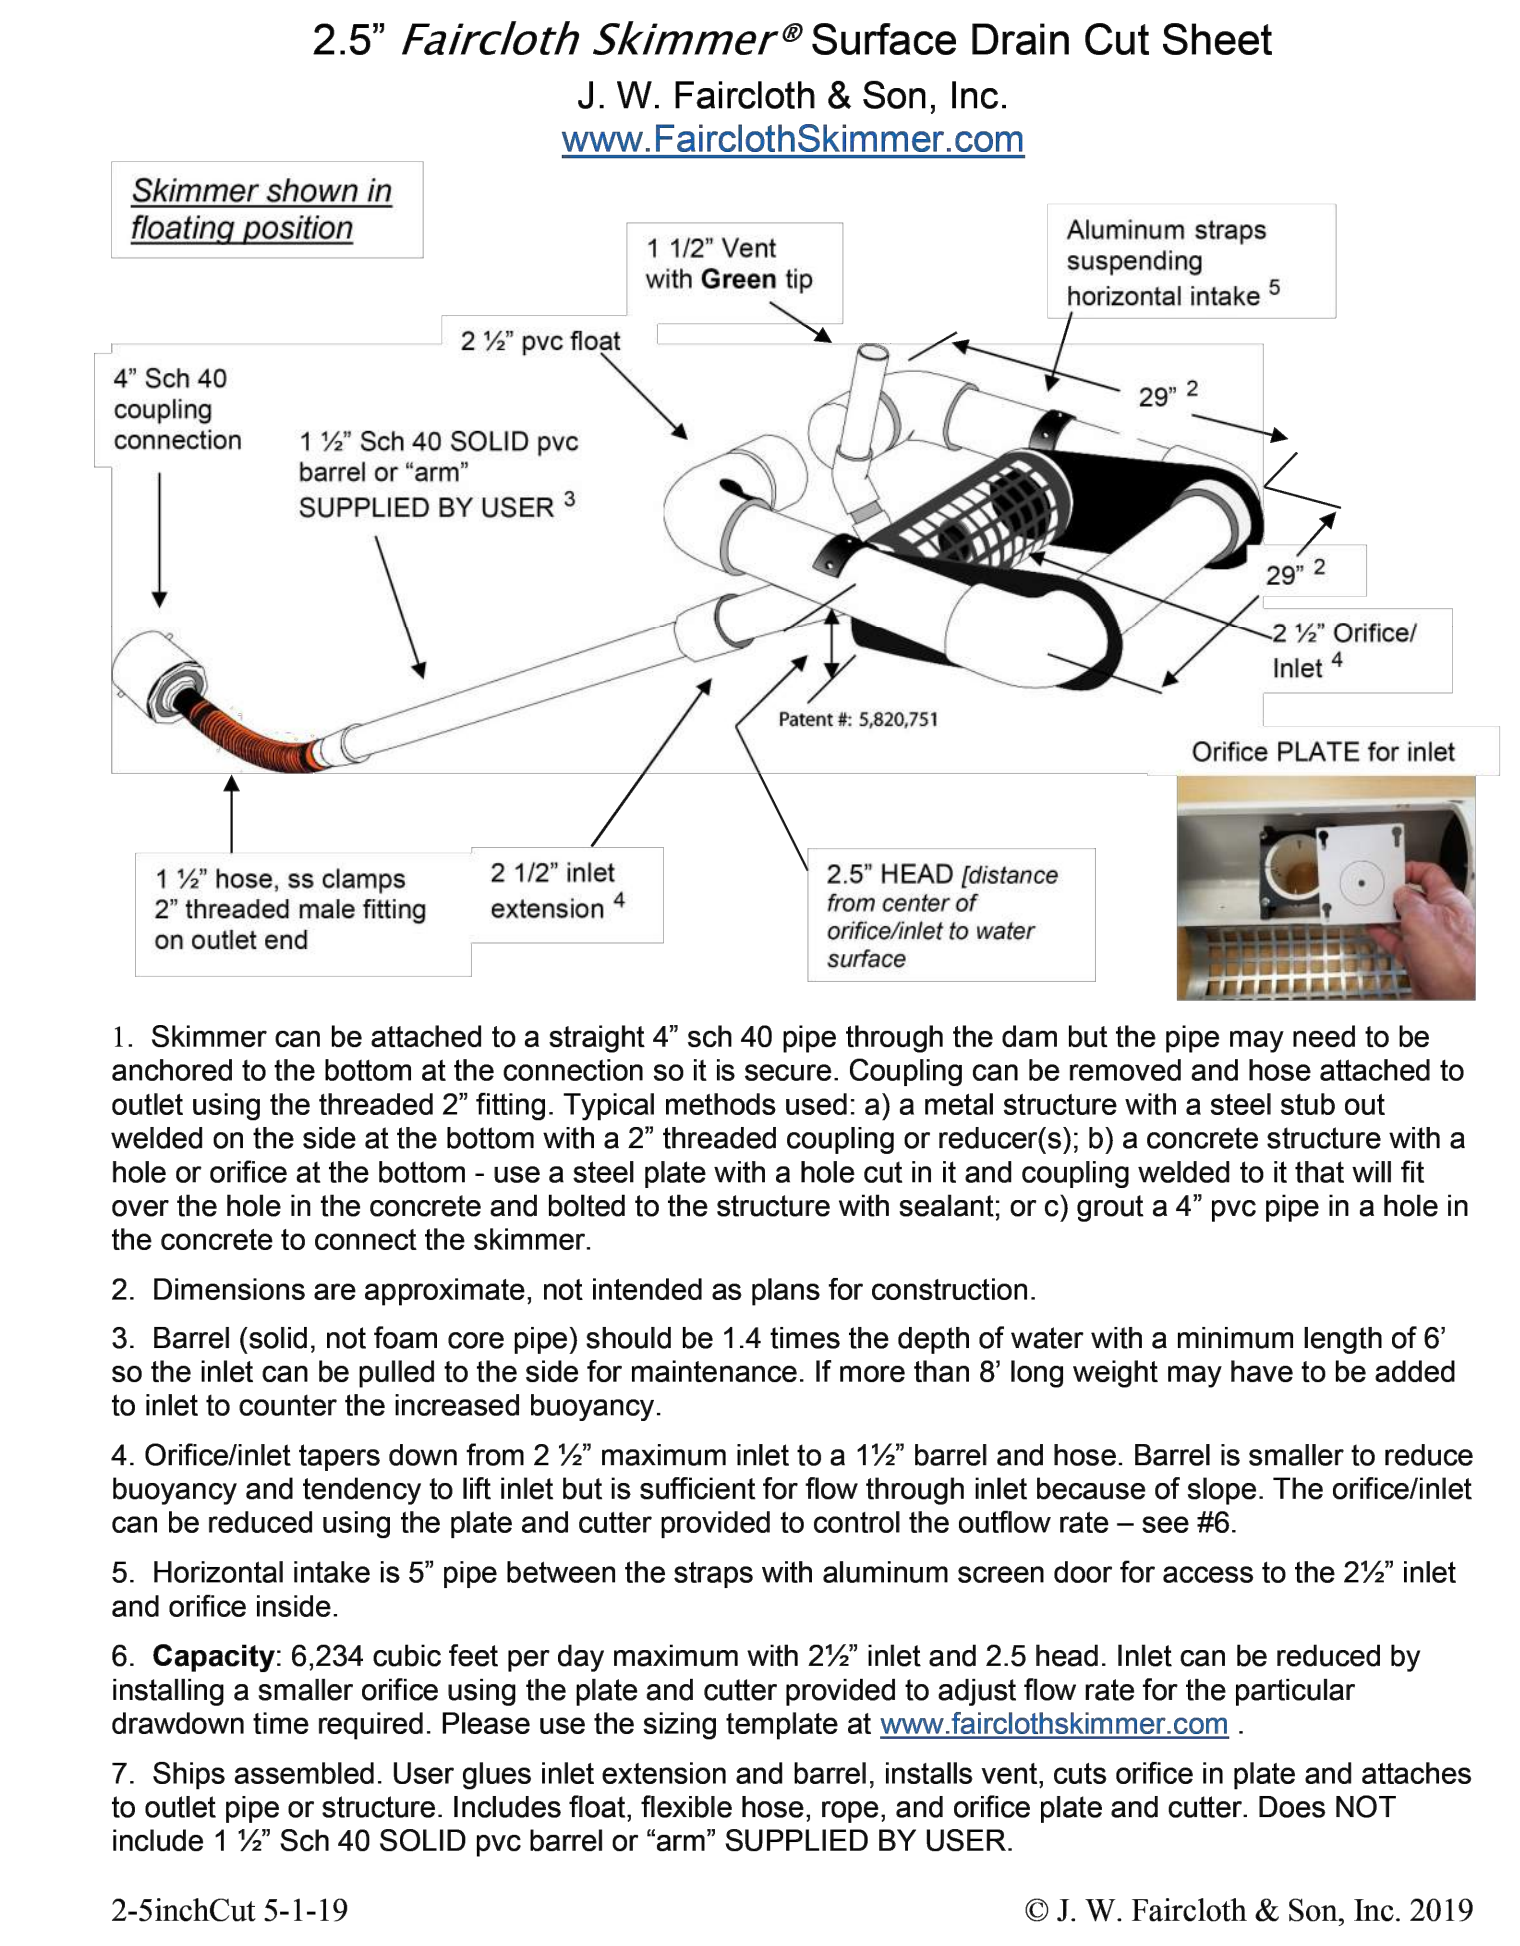 2.5” Faircloth Skimmer® Surface Drain Cut Sheet
J. W. Faircloth & Son, Inc.
www.FairclothSkimmer.com
Skimmer shown in
floating position
1 1/2” Vent
with Green tip
Aluminum straps
suspending
horizontal intake 5
2 ½” pvc float
4” Sch 40
coupling
connection
1 ½” Sch 40 SOLID pvc
barrel or “arm”
SUPPLIED BY USER 3
29” 2
29” 2
2 ½” Orifice/
Inlet 4
Patent #: 5,820,751
Orifice PLATE for inlet
1 ½” hose, ss clamps
2” threaded male fitting
on outlet end
2 1/2” inlet
extension 4
2.5” HEAD [distance
from center of
orifice/inlet to water
surface
1. Skimmer can be attached to a straight 4” sch 40 pipe through the dam but the pipe may need to be
anchored to the bottom at the connection so it is secure. Coupling can be removed and hose attached to
outlet using the threaded 2” fitting. Typical methods used: a) a metal structure with a steel stub out
welded on the side at the bottom with a 2” threaded coupling or reducer(s); b) a concrete structure with a
hole or orifice at the bottom - use a steel plate with a hole cut in it and coupling welded to it that will fit
over the hole in the concrete and bolted to the structure with sealant; or c) grout a 4” pvc pipe in a hole in
the concrete to connect the skimmer.
2. Dimensions are approximate, not intended as plans for construction.
3. Barrel (solid, not foam core pipe) should be 1.4 times the depth of water with a minimum length of 6’
so the inlet can be pulled to the side for maintenance. If more than 8’ long weight may have to be added
to inlet to counter the increased buoyancy.
4. Orifice/inlet tapers down from 2 ½” maximum inlet to a 1½” barrel and hose. Barrel is smaller to reduce
buoyancy and tendency to lift inlet but is sufficient for flow through inlet because of slope. The orifice/inlet
can be reduced using the plate and cutter provided to control the outflow rate – see #6.
5. Horizontal intake is 5” pipe between the straps with aluminum screen door for access to the 2½” inlet
and orifice inside.
6. Capacity: 6,234 cubic feet per day maximum with 2½” inlet and 2.5 head. Inlet can be reduced by
installing a smaller orifice using the plate and cutter provided to adjust flow rate for the particular
drawdown time required. Please use the sizing template at www.fairclothskimmer.com .
7. Ships assembled. User glues inlet extension and barrel, installs vent, cuts orifice in plate and attaches
to outlet pipe or structure. Includes float, flexible hose, rope, and orifice plate and cutter. Does NOT
include 1 ½” Sch 40 SOLID pvc barrel or “arm” SUPPLIED BY USER.
2-5inchCut 5-1-19
© J. W. Faircloth & Son, Inc. 2019